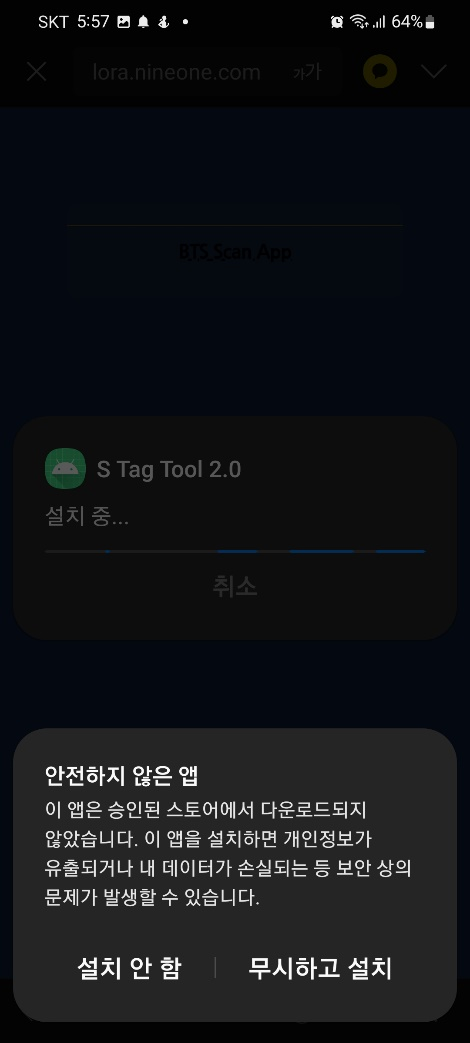 SKT 5:57 64%
lora.nineone.com 가가
BTS Scan App
S Tag Tool 2.0
설치 중...
취소
안전하지 않은 앱
이 앱은 승인된 스토어에서 다운로드되지
않았습니다. 이 앱을 설치하면 개인정보가
유출되거나 내 데이터가 손실되는 등 보안 상의
문제가 발생할 수 있습니다.
설치 안 함 | 무시하고 설치